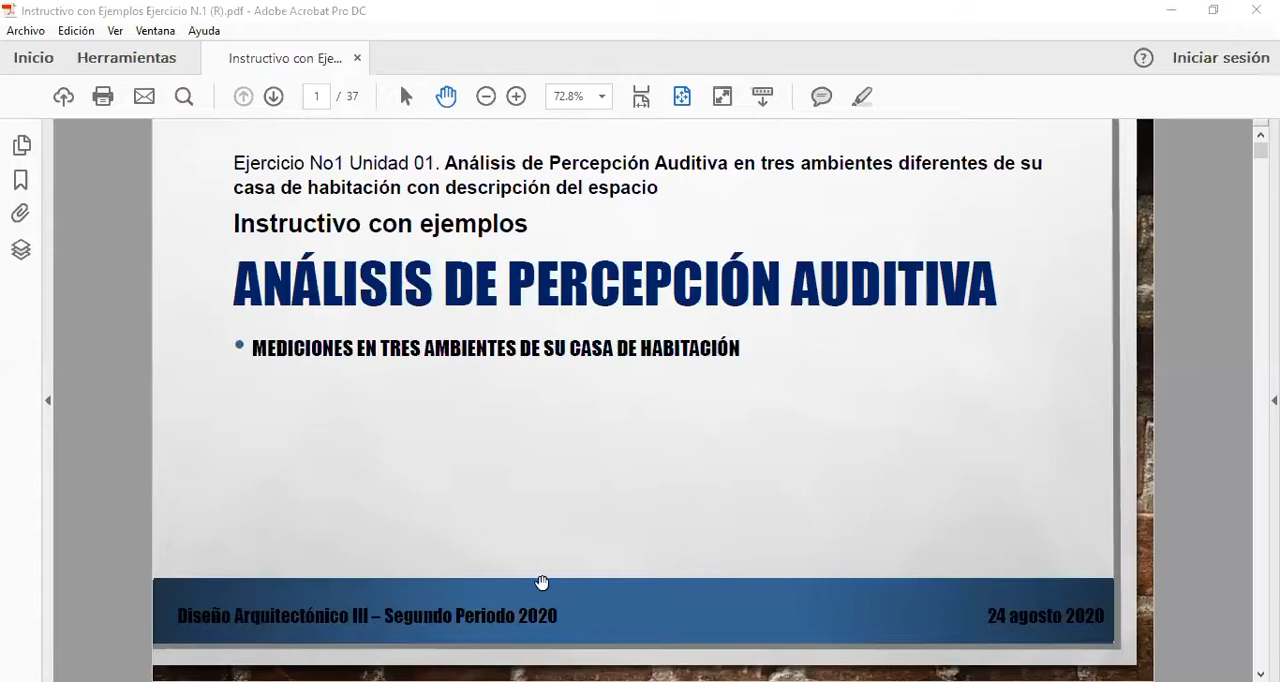 Instructivo con Ejemplos Ejercicio N.1 (R).pdf - Adobe Acrobat Pro DC
Archivo Edición Ver Ventana Ayuda
Inicio Herramientas Instructivo con Eje... × ? Iniciar sesión
1 / 37 72.8%
Ejercicio No1 Unidad 01. Análisis de Percepción Auditiva en tres ambientes diferentes de su
casa de habitación con descripción del espacio
Instructivo con ejemplos
ANÁLISIS DE PERCEPCIÓN AUDITIVA
• MEDICIONES EN TRES AMBIENTES DE SU CASA DE HABITACIÓN
Diseño Arquitectónico III – Segundo Periodo 2020 24 agosto 2020